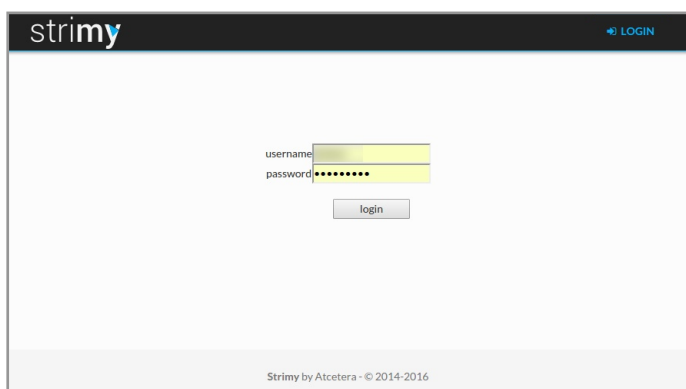 strimy
LOGIN
username
password •••••••••
login
Strimy by Atcetera - © 2014-2016